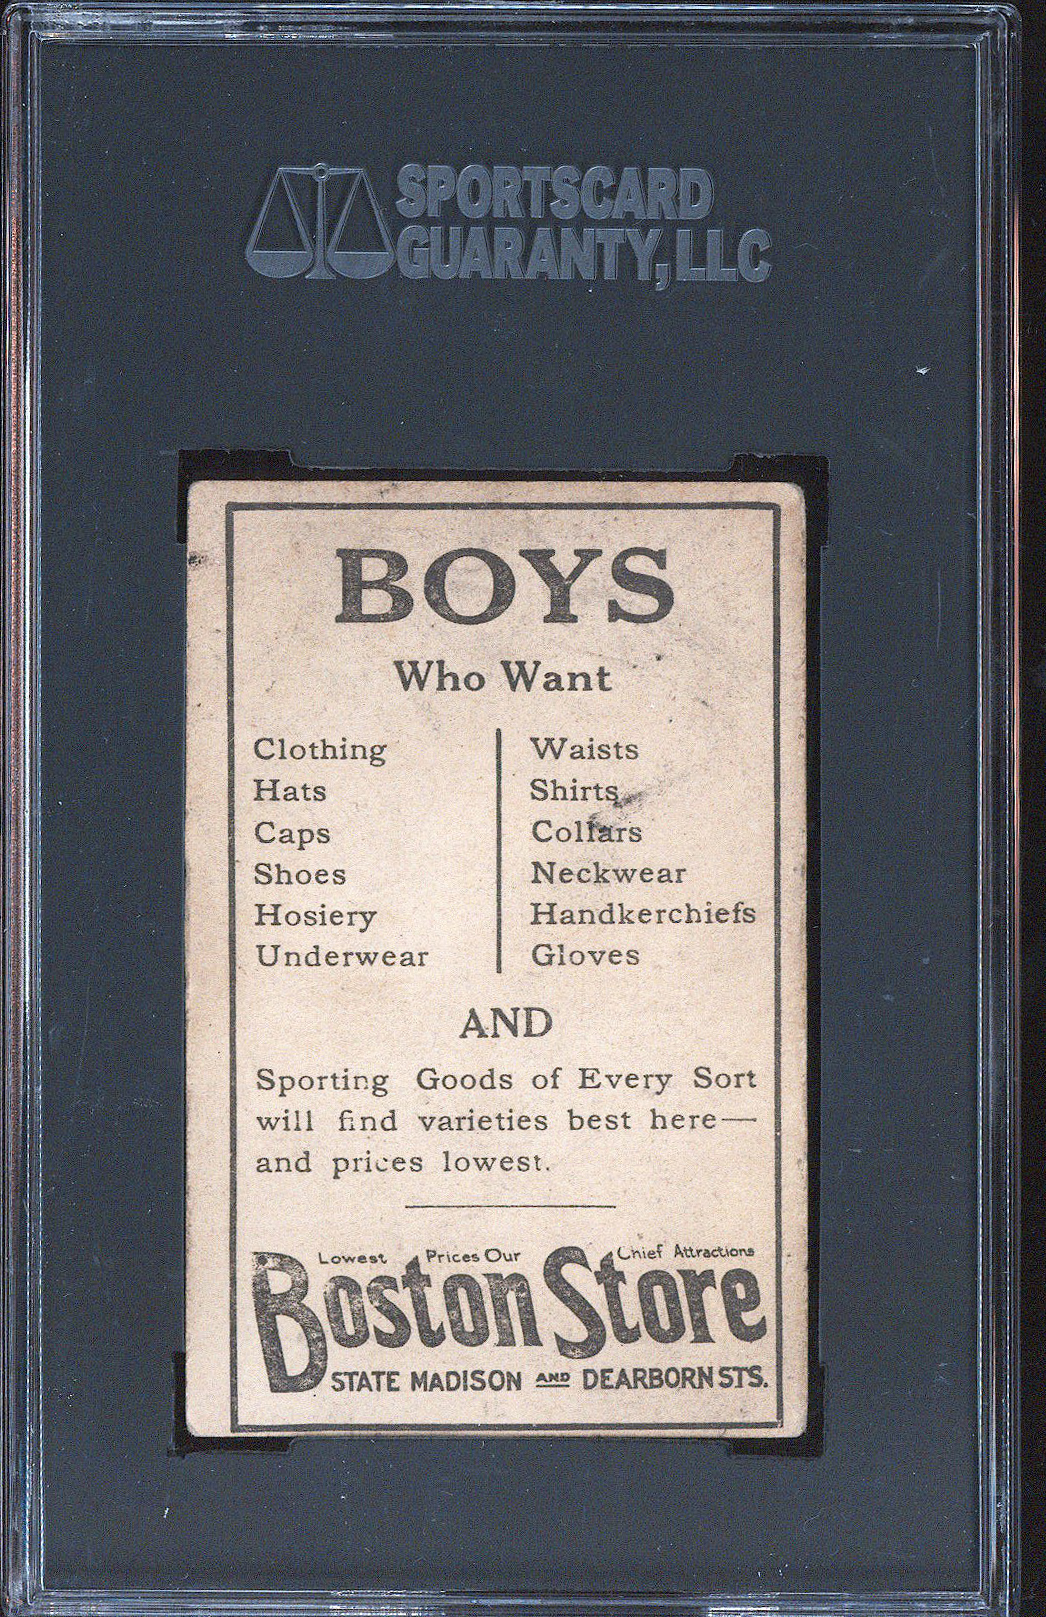 SPORTSCARD
GUARANTY, LLC
BOYS
Who Want
Clothing
Hats
Caps
Shoes
Hosiery
Underwear
Waists
Shirts
Collars
Neckwear
Handkerchiefs
Gloves
AND
Sporting Goods of Every Sort
will find varieties best here—
and prices lowest.
Lowest Prices Our Chief Attractions
Boston Store
STATE MADISON AND DEARBORN STS.